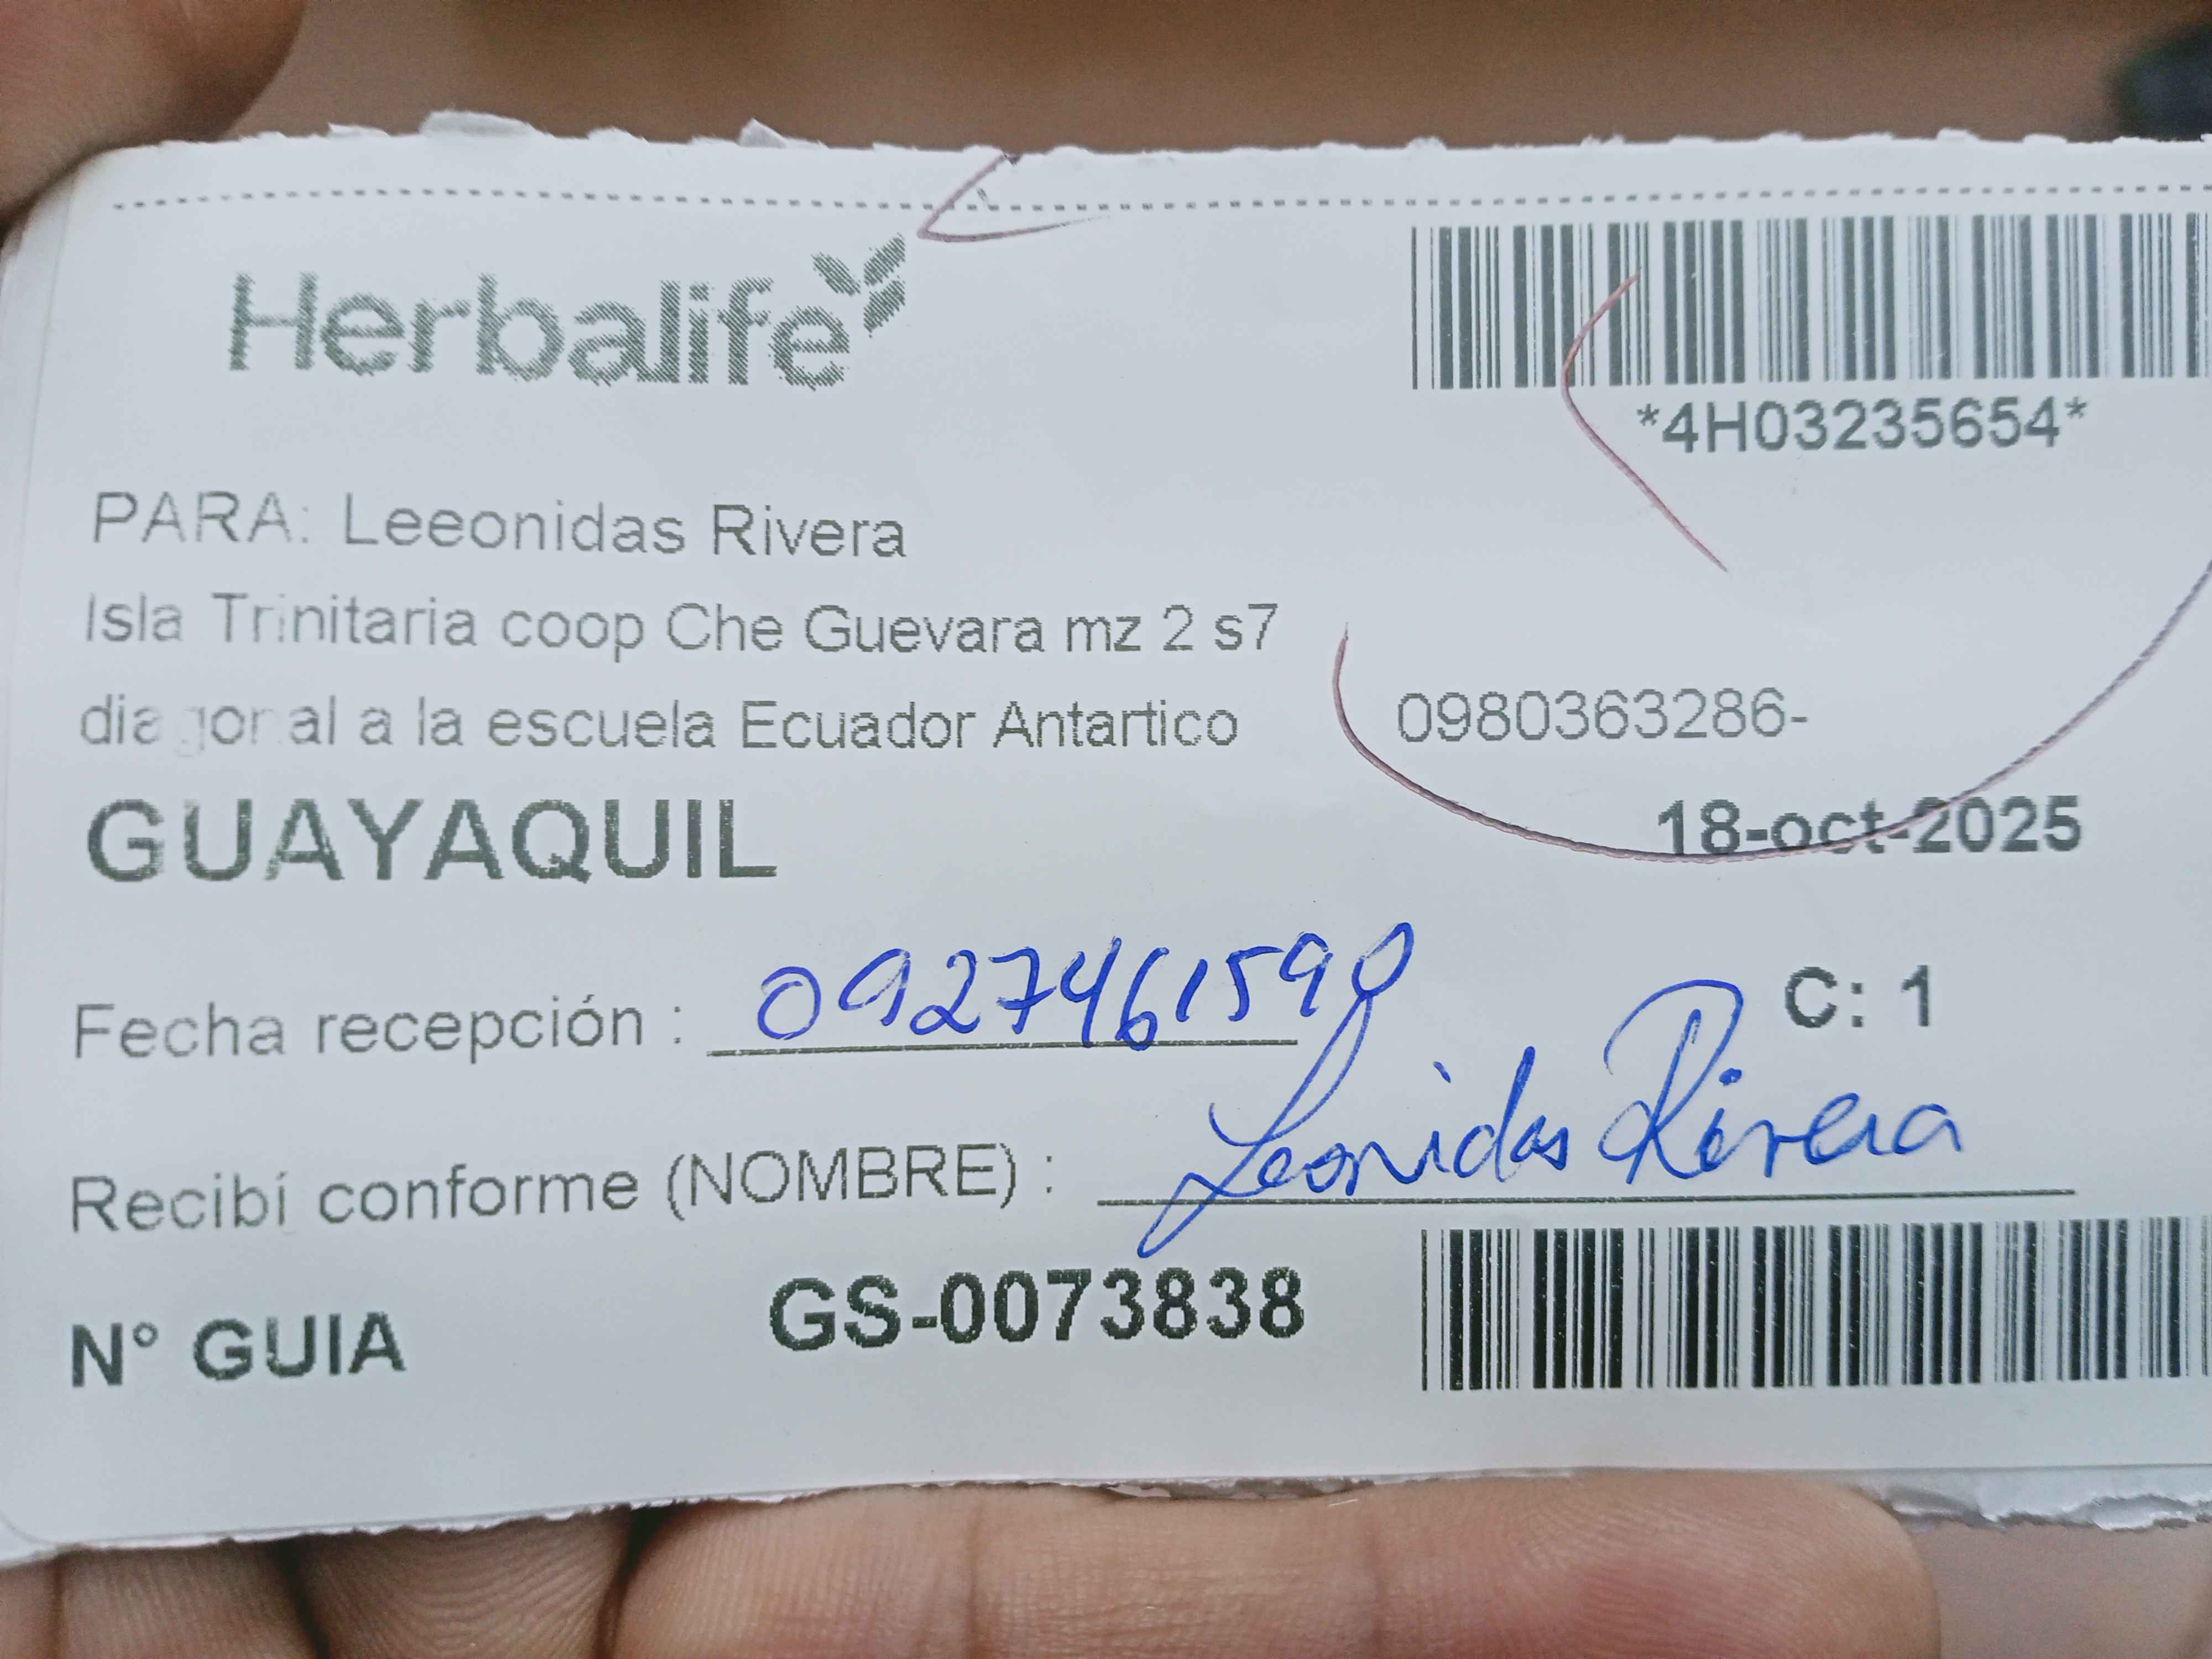 Herbalife
*4H03235654*
PARA: Leeonidas Rivera
Isla Trinitaria coop Che Guevara mz 2 s7
diagonal a la escuela Ecuador Antartico 0980363286-
GUAYAQUIL 18-oct-2025
Fecha recepción : 0927461590 C: 1
Recibí conforme (NOMBRE) : Leonidas Rivera
N° GUIA GS-0073838